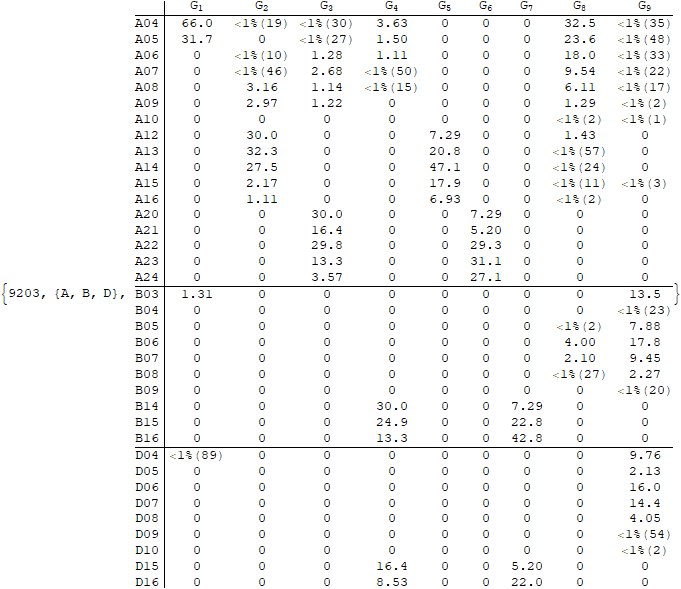 G1 G2 G3 G4 G5 G6 G7 G8 G9
A04 66.0 <1%(19) <1%(30) 3.63 0 0 0 32.5 <1%(35)
A05 31.7 0 <1%(27) 1.50 0 0 0 23.6 <1%(48)
A06 0 <1%(10) 1.28 1.11 0 0 0 18.0 <1%(33)
A07 0 <1%(46) 2.68 <1%(50) 0 0 0 9.54 <1%(22)
A08 0 3.16 1.14 <1%(15) 0 0 0 6.11 <1%(17)
A09 0 2.97 1.22 0 0 0 0 1.29 <1%(2)
A10 0 0 0 0 0 0 0 <1%(2) <1%(1)
A12 0 30.0 0 0 7.29 0 0 1.43 0
A13 0 32.3 0 0 20.8 0 0 <1%(57) 0
A14 0 27.5 0 0 47.1 0 0 <1%(24) 0
A15 0 2.17 0 0 17.9 0 0 <1%(11) <1%(3)
A16 0 1.11 0 0 6.93 0 0 <1%(2) 0
A20 0 0 30.0 0 0 7.29 0 0 0
A21 0 0 16.4 0 0 5.20 0 0 0
A22 0 0 29.8 0 0 29.3 0 0 0
A23 0 0 13.3 0 0 31.1 0 0 0
A24 0 0 3.57 0 0 27.1 0 0 0
{9203, {A, B, D}, B03 1.31 0 0 0 0 0 0 0 13.5 }
B04 0 0 0 0 0 0 0 0 <1%(23)
B05 0 0 0 0 0 0 0 <1%(2) 7.88
B06 0 0 0 0 0 0 0 4.00 17.8
B07 0 0 0 0 0 0 0 2.10 9.45
B08 0 0 0 0 0 0 0 <1%(27) 2.27
B09 0 0 0 0 0 0 0 0 <1%(20)
B14 0 0 0 30.0 0 0 7.29 0 0
B15 0 0 0 24.9 0 0 22.8 0 0
B16 0 0 0 13.3 0 0 42.8 0 0
D04 <1%(89) 0 0 0 0 0 0 0 9.76
D05 0 0 0 0 0 0 0 0 2.13
D06 0 0 0 0 0 0 0 0 16.0
D07 0 0 0 0 0 0 0 0 14.4
D08 0 0 0 0 0 0 0 0 4.05
D09 0 0 0 0 0 0 0 0 <1%(54)
D10 0 0 0 0 0 0 0 0 <1%(2)
D15 0 0 0 16.4 0 0 5.20 0 0
D16 0 0 0 8.53 0 0 22.0 0 0